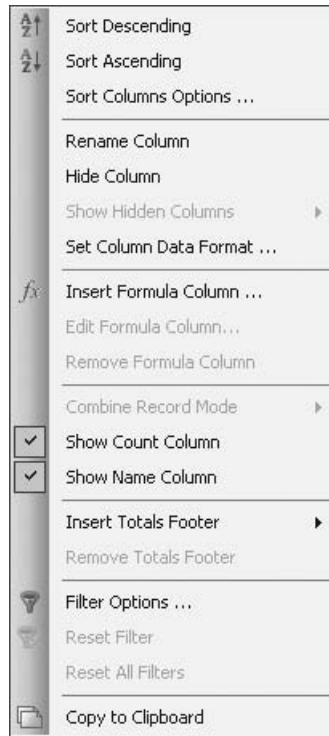 Sort Descending
Sort Ascending
Sort Columns Options ...
Rename Column
Hide Column
Show Hidden Columns
Set Column Data Format ...
Insert Formula Column ...
Edit Formula Column...
Remove Formula Column
Combine Record Mode
Show Count Column
Show Name Column
Insert Totals Footer
Remove Totals Footer
Filter Options ...
Reset Filter
Reset All Filters
Copy to Clipboard